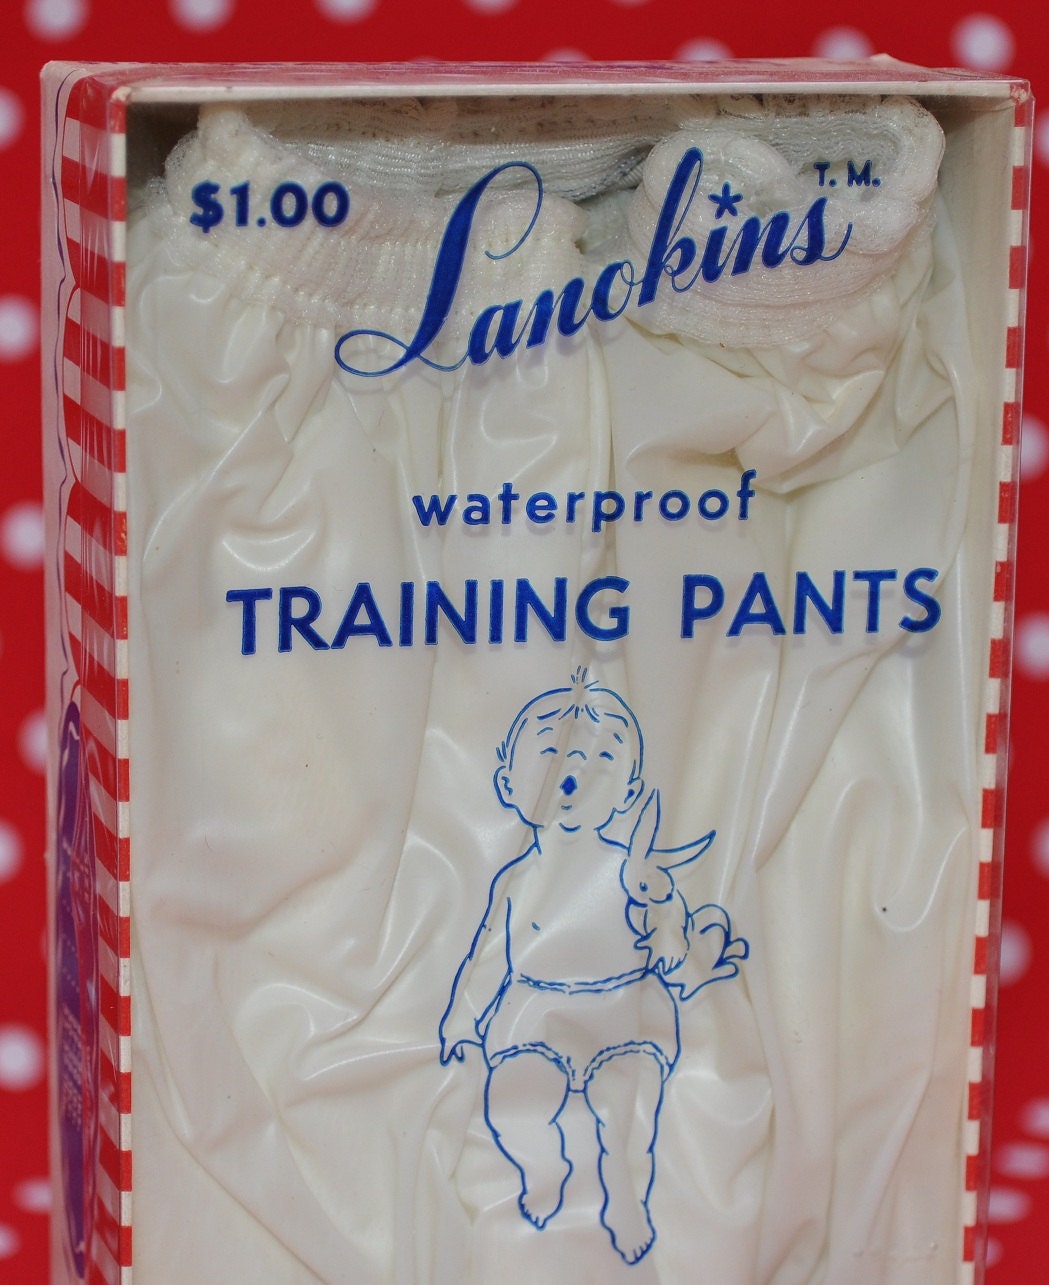 $1.00
Lanokins T. M.
waterproof
TRAINING PANTS